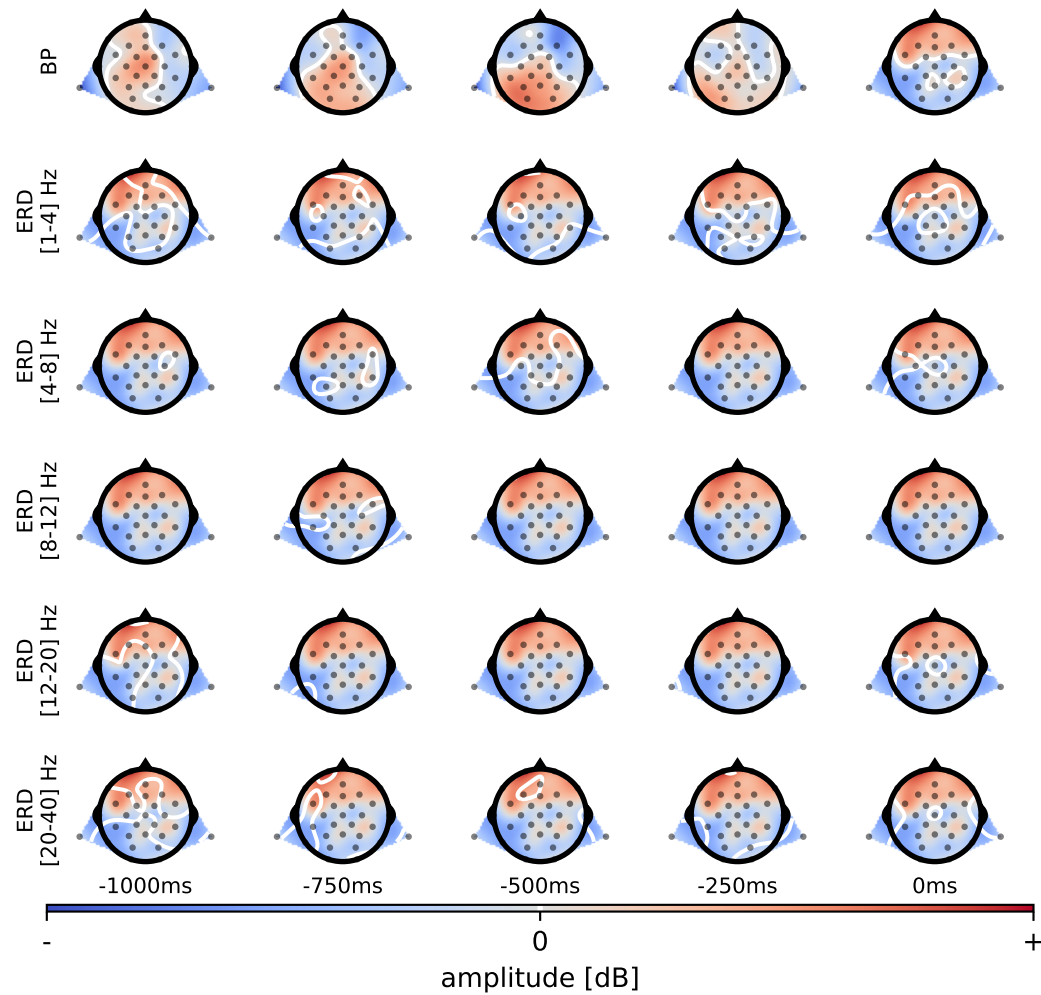 BP
ERD
[1-4] Hz
ERD
[4-8] Hz
ERD
[8-12] Hz
ERD
[12-20] Hz
ERD
[20-40] Hz
-1000ms
-750ms
-500ms
-250ms
0ms
-
0
+
amplitude [dB]